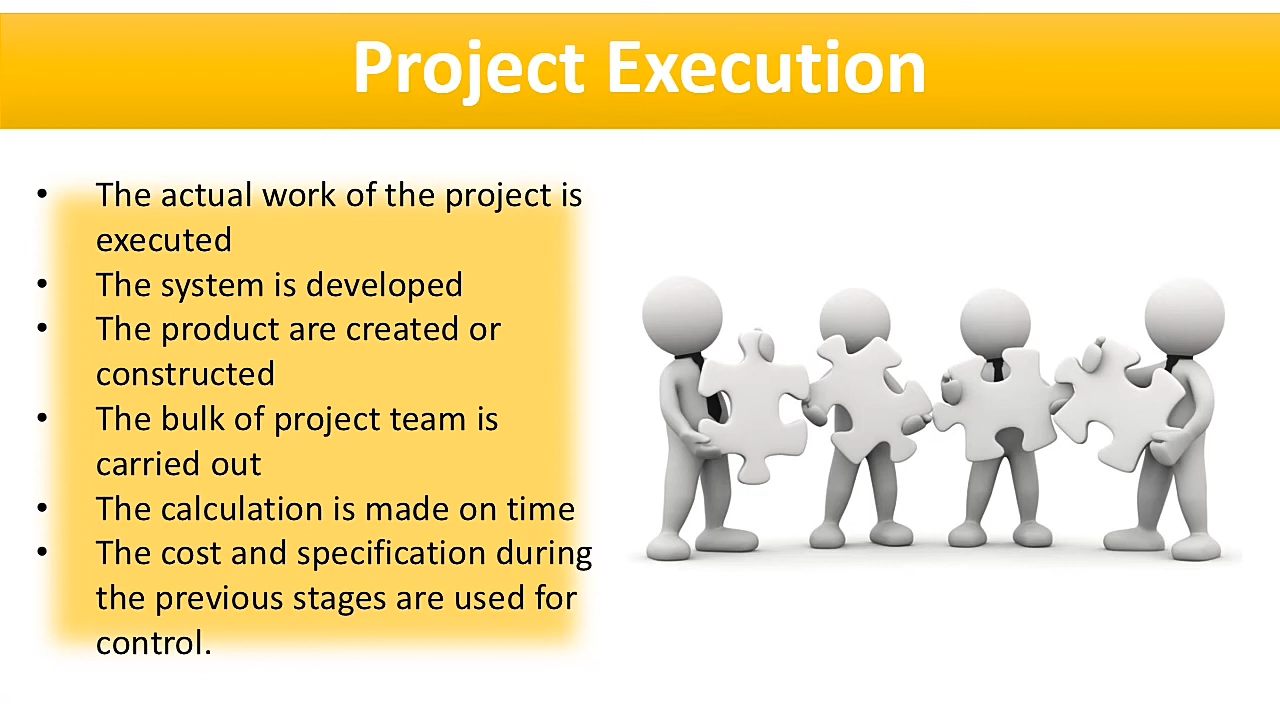 Project Execution
• The actual work of the project is
executed
• The system is developed
• The product are created or
constructed
• The bulk of project team is
carried out
• The calculation is made on time
• The cost and specification during
the previous stages are used for
control.